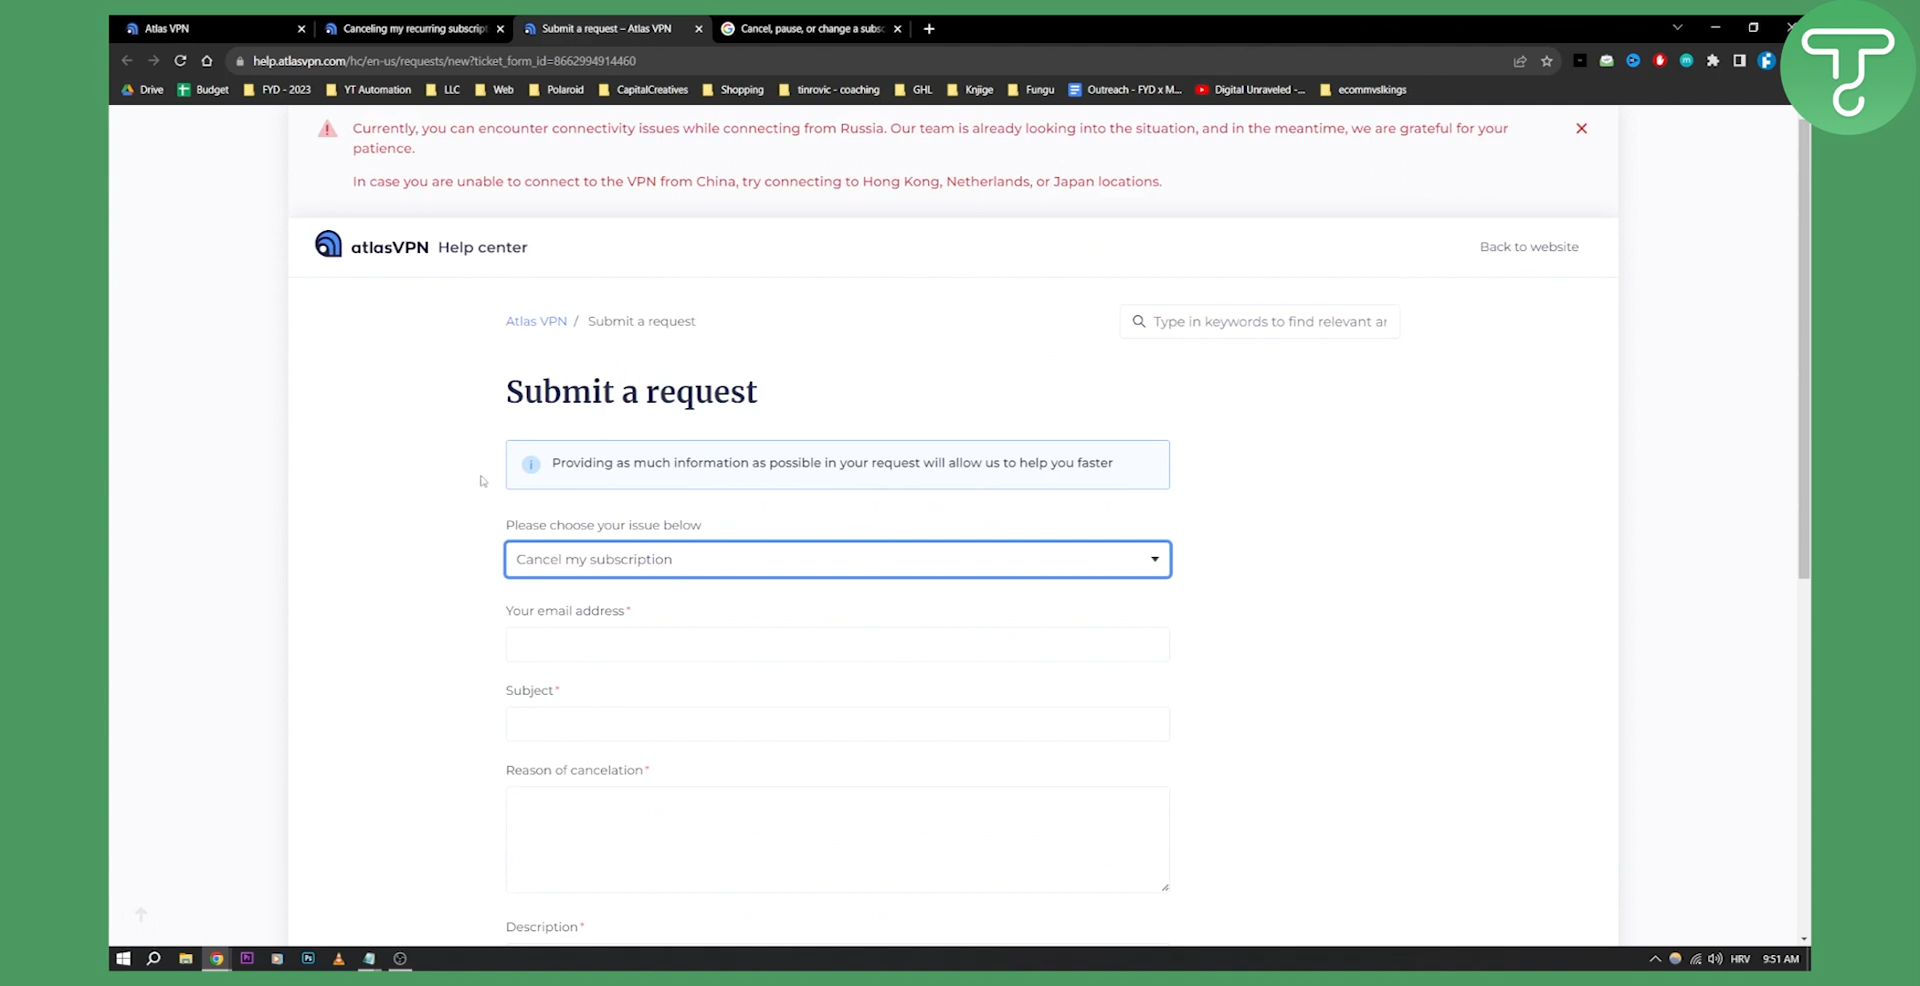 Atlas VPN
Canceling my recurring subscript
Submit a request – Atlas VPN
Cancel, pause, or change a subsc
help.atlasvpn.com/hc/en-us/requests/new?ticket_form_id=8662994914460
Drive
Budget
FYD - 2023
YT Automation
LLC
Web
Polaroid
CapitalCreatives
Shopping
tinrovic - coaching
GHL
Knjige
Fungu
Outreach - FYD x M...
Digital Unraveled -...
ecommvslkings
Currently, you can encounter connectivity issues while connecting from Russia. Our team is already looking into the situation, and in the meantime, we are grateful for your
patience.
In case you are unable to connect to the VPN from China, try connecting to Hong Kong, Netherlands, or Japan locations.
atlasVPN Help center
Back to website
Atlas VPN / Submit a request
Type in keywords to find relevant ar
Submit a request
Providing as much information as possible in your request will allow us to help you faster
Please choose your issue below
Cancel my subscription
Your email address*
Subject*
Reason of cancelation*
Description*
HRV
9:51 AM